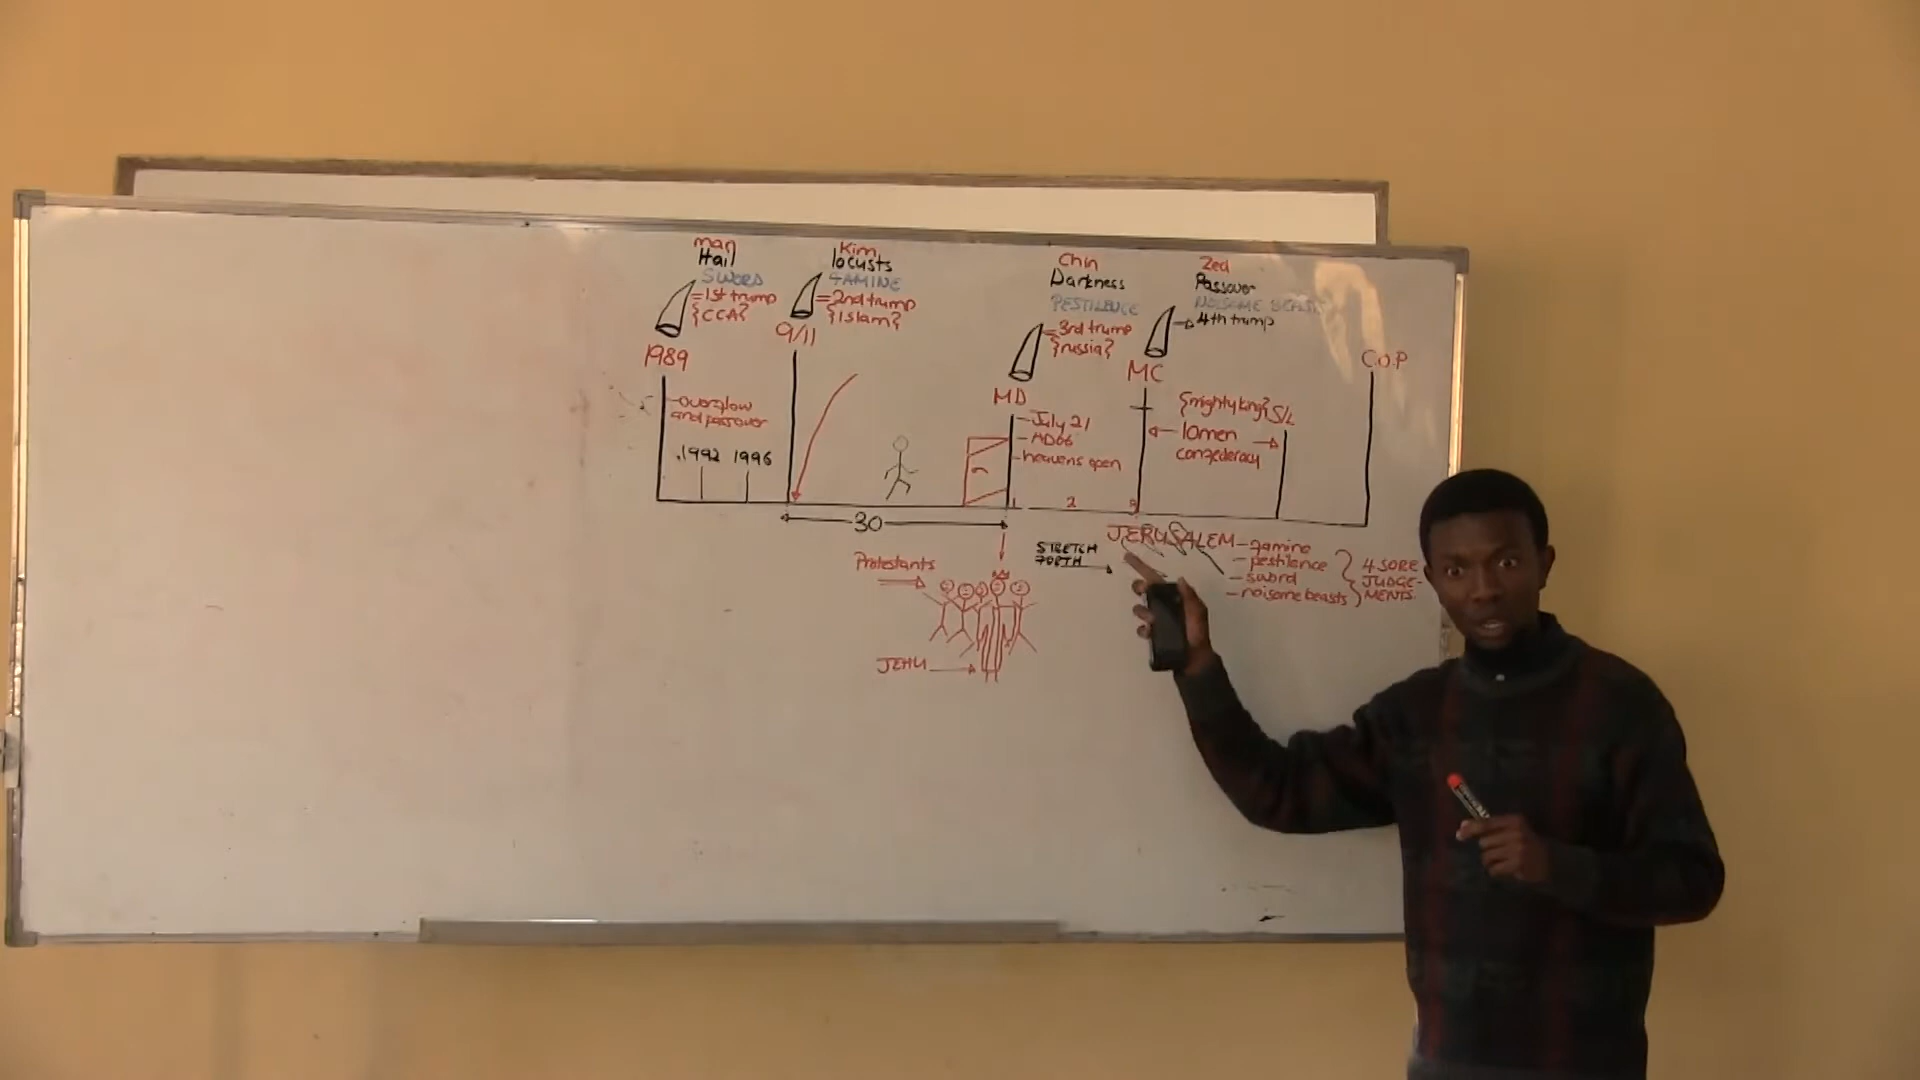 man
Hail
SWORD
=1st trump
{CCA}
1989
-overflow
and passover
1992 1996
Kim
locusts
FAMINE
=2nd trump
{Islam}
9/11
30
Chin
Darkness
PESTILENCE
=3rd trump
{russia}
MD
-July 21
-AD66
-heavens open
1 2 3
Zed
Passover
NOISOME BEASTS
4th trump
MC
{mighty king} S/L
10men
confederacy
C.O.P
Protestants
JEHU
STRETCH
FORTH
JERUSALEM-famine
-pestilence
-sword
-noisome beasts
4 SORE
JUDGE-
MENTS